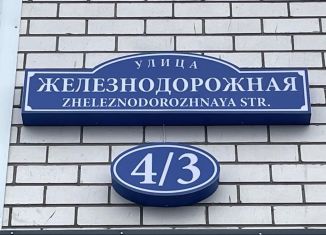 УЛИЦА
ЖЕЛЕЗНОДОРОЖНАЯ
ZHELEZNODOROZHNAYA STR.
4/3